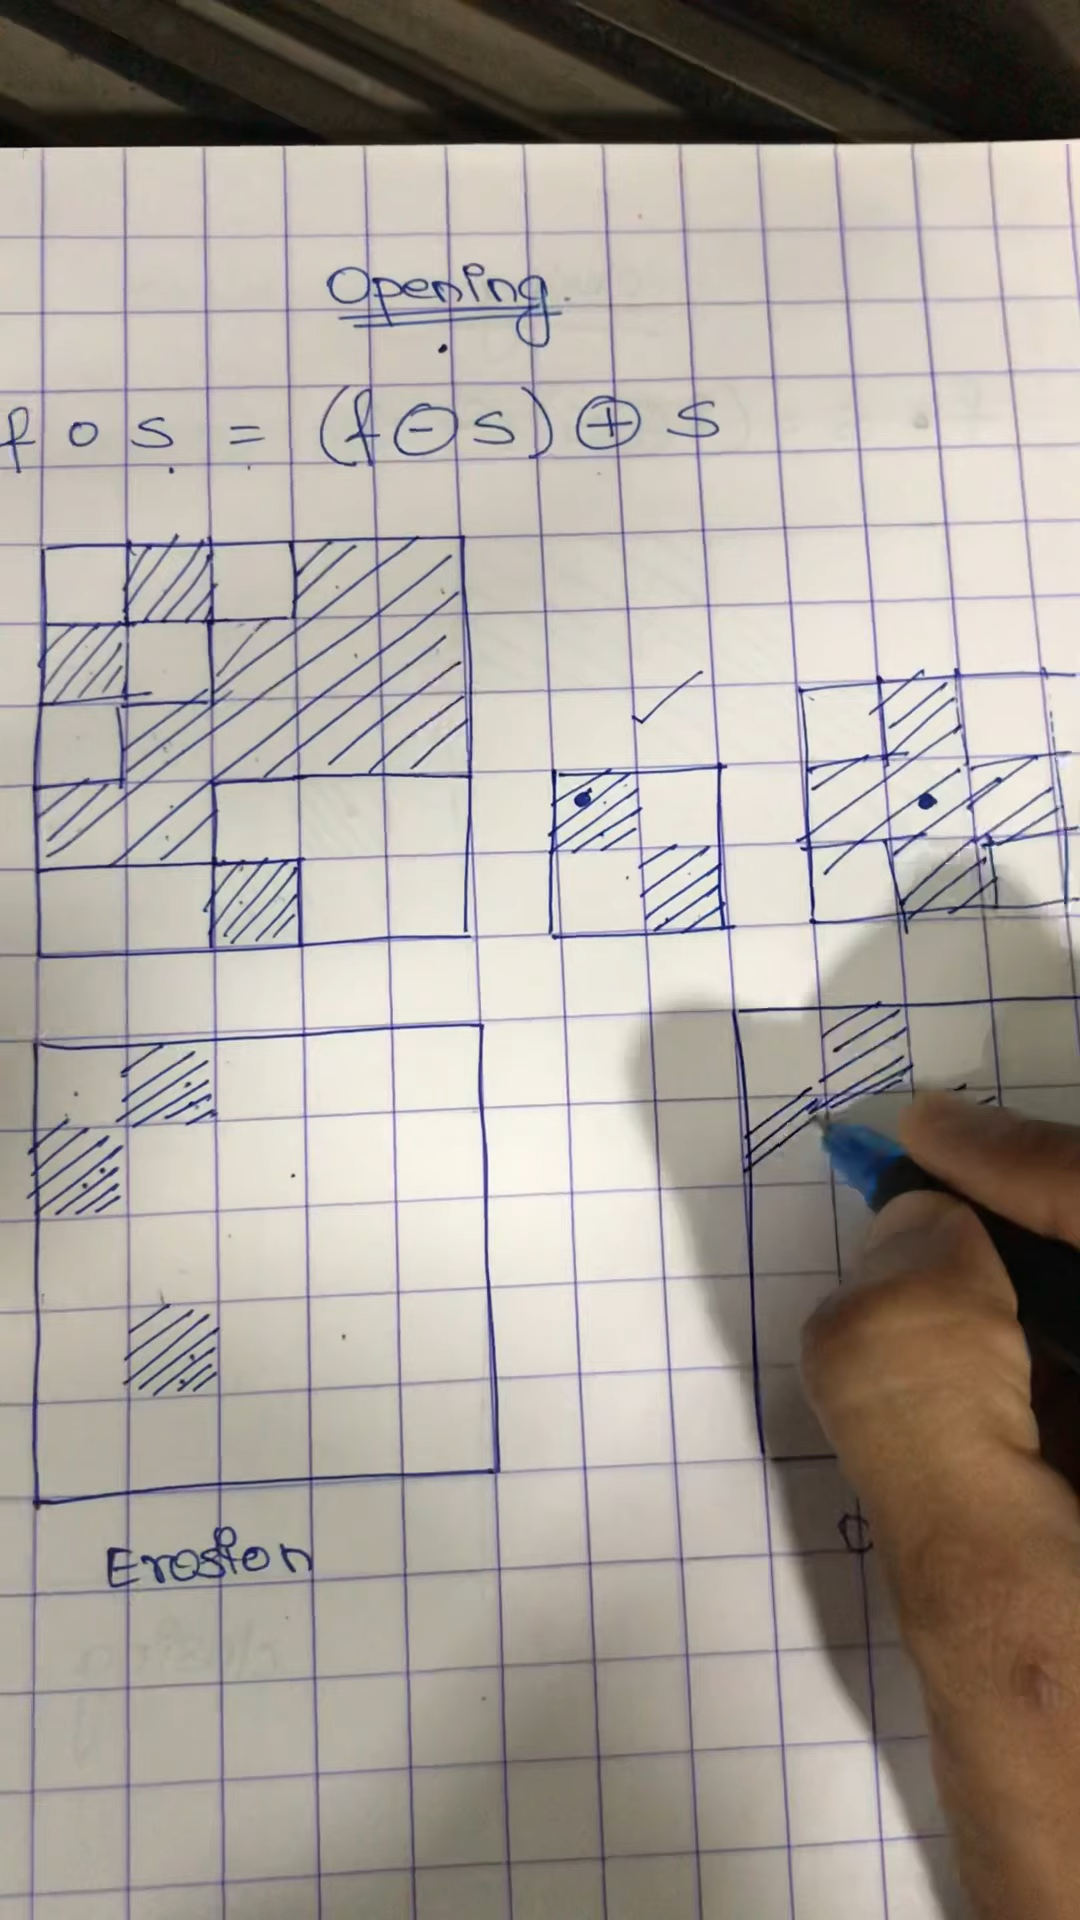 Opening.
f o s = (f ⊖ s) ⊕ s
Erosion